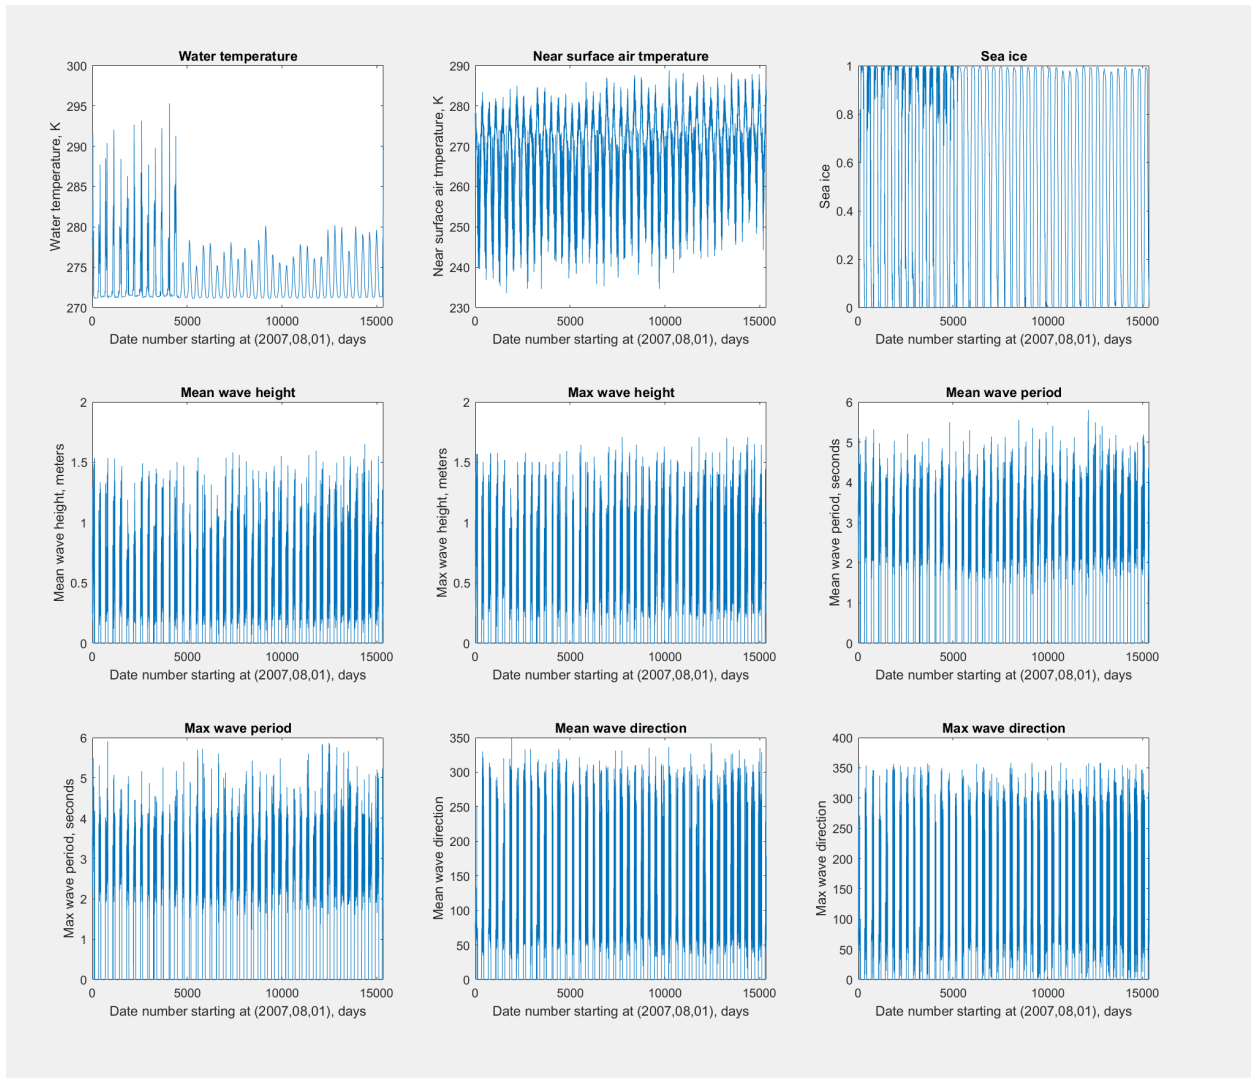 Water temperature
300
295
290
285
280
275
270
Water temperature, K
0 5000 10000 15000
Date number starting at (2007,08,01), days
Near surface air tmperature
290
280
270
260
250
240
230
Near surface air tmperature, K
0 5000 10000 15000
Date number starting at (2007,08,01), days
Sea ice
1
0.8
0.6
0.4
0.2
0
Sea ice
0 5000 10000 15000
Date number starting at (2007,08,01), days
Mean wave height
2
1.5
1
0.5
0
Mean wave height, meters
0 5000 10000 15000
Date number starting at (2007,08,01), days
Max wave height
2
1.5
1
0.5
0
Max wave height, meters
0 5000 10000 15000
Date number starting at (2007,08,01), days
Mean wave period
6
5
4
3
2
1
0
Mean wave period, seconds
0 5000 10000 15000
Date number starting at (2007,08,01), days
Max wave period
6
5
4
3
2
1
0
Max wave period, seconds
0 5000 10000 15000
Date number starting at (2007,08,01), days
Mean wave direction
350
300
250
200
150
100
50
0
Mean wave direction
0 5000 10000 15000
Date number starting at (2007,08,01), days
Max wave direction
400
350
300
250
200
150
100
50
0
Max wave direction
0 5000 10000 15000
Date number starting at (2007,08,01), days